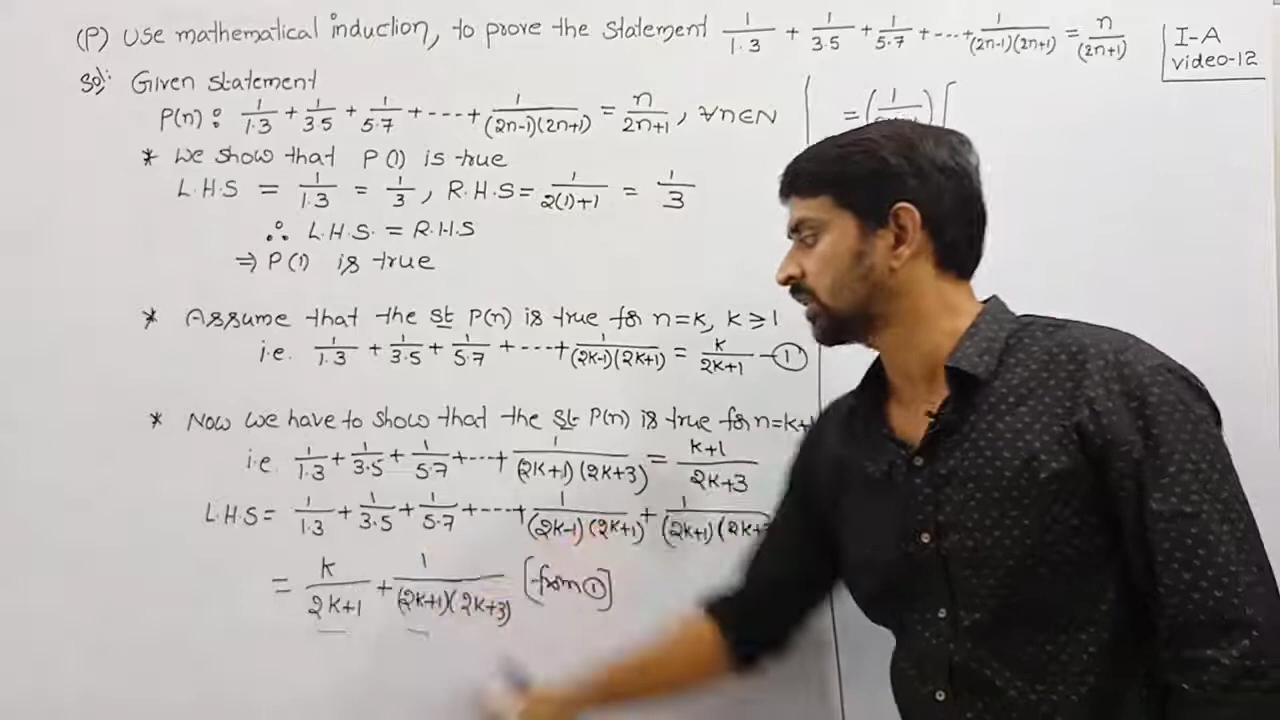 (P) Use mathematical induction, to prove the statement 1/1.3 + 1/3.5 + 1/5.7 + ---+ 1/(2n-1)(2n+1) = n/(2n+1)
I-A
video-12
Sol: Given statement
P(n): 1/1.3 + 1/3.5 + 1/5.7 + ----+ 1/(2n-1)(2n+1) = n/2n+1, ∀n∈N
* We show that P(1) is true
L.H.S = 1/1.3 = 1/3, R.H.S = 1/2(1)+1 = 1/3
∴ L.H.S. = R.H.S
⇒ P(1) is true
* Assume that the st P(n) is true for n=k, k≥1
i.e. 1/1.3 + 1/3.5 + 1/5.7 + ---+ 1/(2k-1)(2k+1) = k/2k+1 —①
* Now we have to show that the st P(n) is true for n=k+1
i.e. 1/1.3 + 1/3.5 + 1/5.7 +---+ 1/(2k+1)(2k+3) = k+1/2k+3
L.H.S = 1/1.3 + 1/3.5 + 1/5.7 +----+ 1/(2k-1)(2k+1) + 1/(2k+1)(2k+
= k/2k+1 + 1/(2k+1)(2k+3) [from ①]
= (1/